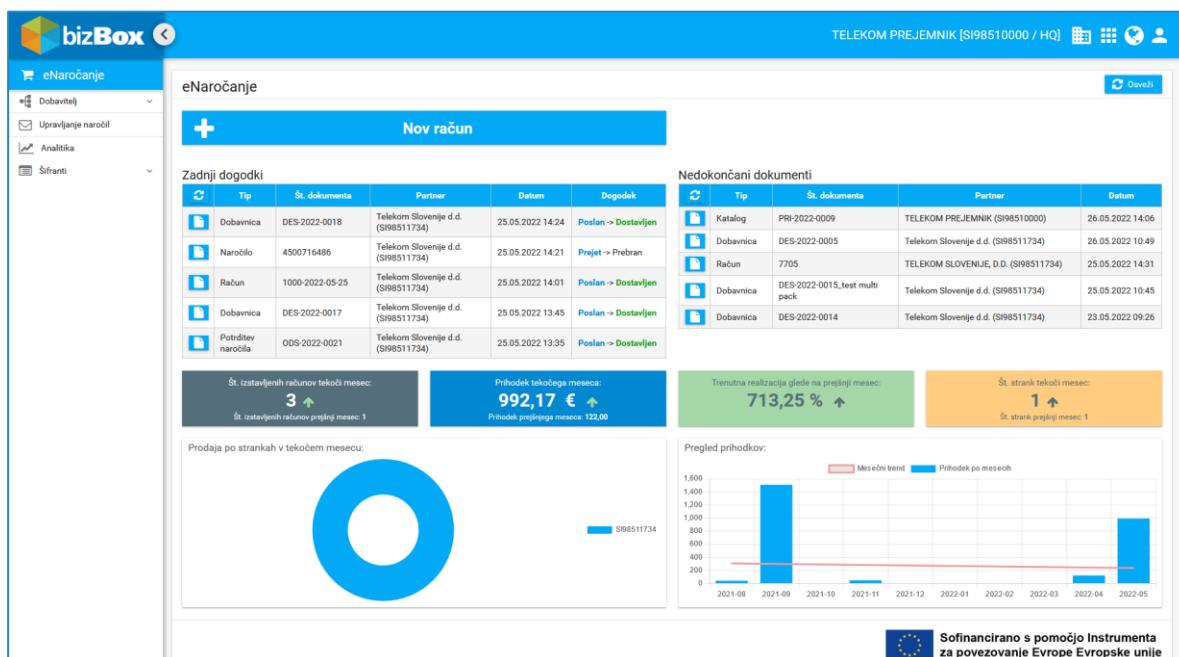 bizBox
TELEKOM PREJEMNIK [SI98510000 / HQ]
eNaročanje
Dobavitelj
Upravljanje naročil
Analitika
Šifranti
eNaročanje
Osveži
Nov račun
Zadnji dogodki
Tip Št. dokumenta Partner Datum Dogodek
Dobavnica DES-2022-0018 Telekom Slovenije d.d. (SI98511734) 25.05.2022 14:24 Poslan -> Dostavljen
Naročilo 4500716486 Telekom Slovenije d.d. (SI98511734) 25.05.2022 14:21 Prejet -> Prebran
Račun 1000-2022-05-25 Telekom Slovenije d.d. (SI98511734) 25.05.2022 14:01 Poslan -> Dostavljen
Dobavnica DES-2022-0017 Telekom Slovenije d.d. (SI98511734) 25.05.2022 13:45 Poslan -> Dostavljen
Potrditev naročila ODS-2022-0021 Telekom Slovenije d.d. (SI98511734) 25.05.2022 13:35 Poslan -> Dostavljen
Nedokončani dokumenti
Tip Št. dokumenta Partner Datum
Katalog PRI-2022-0009 TELEKOM PREJEMNIK (SI98510000) 26.05.2022 14:06
Dobavnica DES-2022-0005 Telekom Slovenije d.d. (SI98511734) 26.05.2022 10:49
Račun 7705 TELEKOM SLOVENIJE, D.D. (SI98511734) 25.05.2022 14:31
Dobavnica DES-2022-0015_test multi pack Telekom Slovenije d.d. (SI98511734) 25.05.2022 10:45
Dobavnica DES-2022-0014 Telekom Slovenije d.d. (SI98511734) 23.05.2022 09:26
Št. izstavljenih računov tekoči mesec:
3
Št. izstavljenih računov prejšnji mesec: 1
Prihodek tekočega meseca:
992,17 €
Prihodek prejšnjega meseca: 122,00
Trenutna realizacija glede na prejšnji mesec:
713,25 %
Št. strank tekoči mesec:
1
Št. strank prejšnji mesec: 1
Prodaja po strankah v tekočem mesecu:
SI98511734
Pregled prihodkov:
Mesečni trend Prihodek po mesecih
1,600
1,400
1,200
1,000
800
600
400
200
0
2021-08 2021-09 2021-10 2021-11 2021-12 2022-01 2022-02 2022-03 2022-04 2022-05
Sofinancirano s pomočjo Instrumenta
za povezovanje Evrope Evropske unije